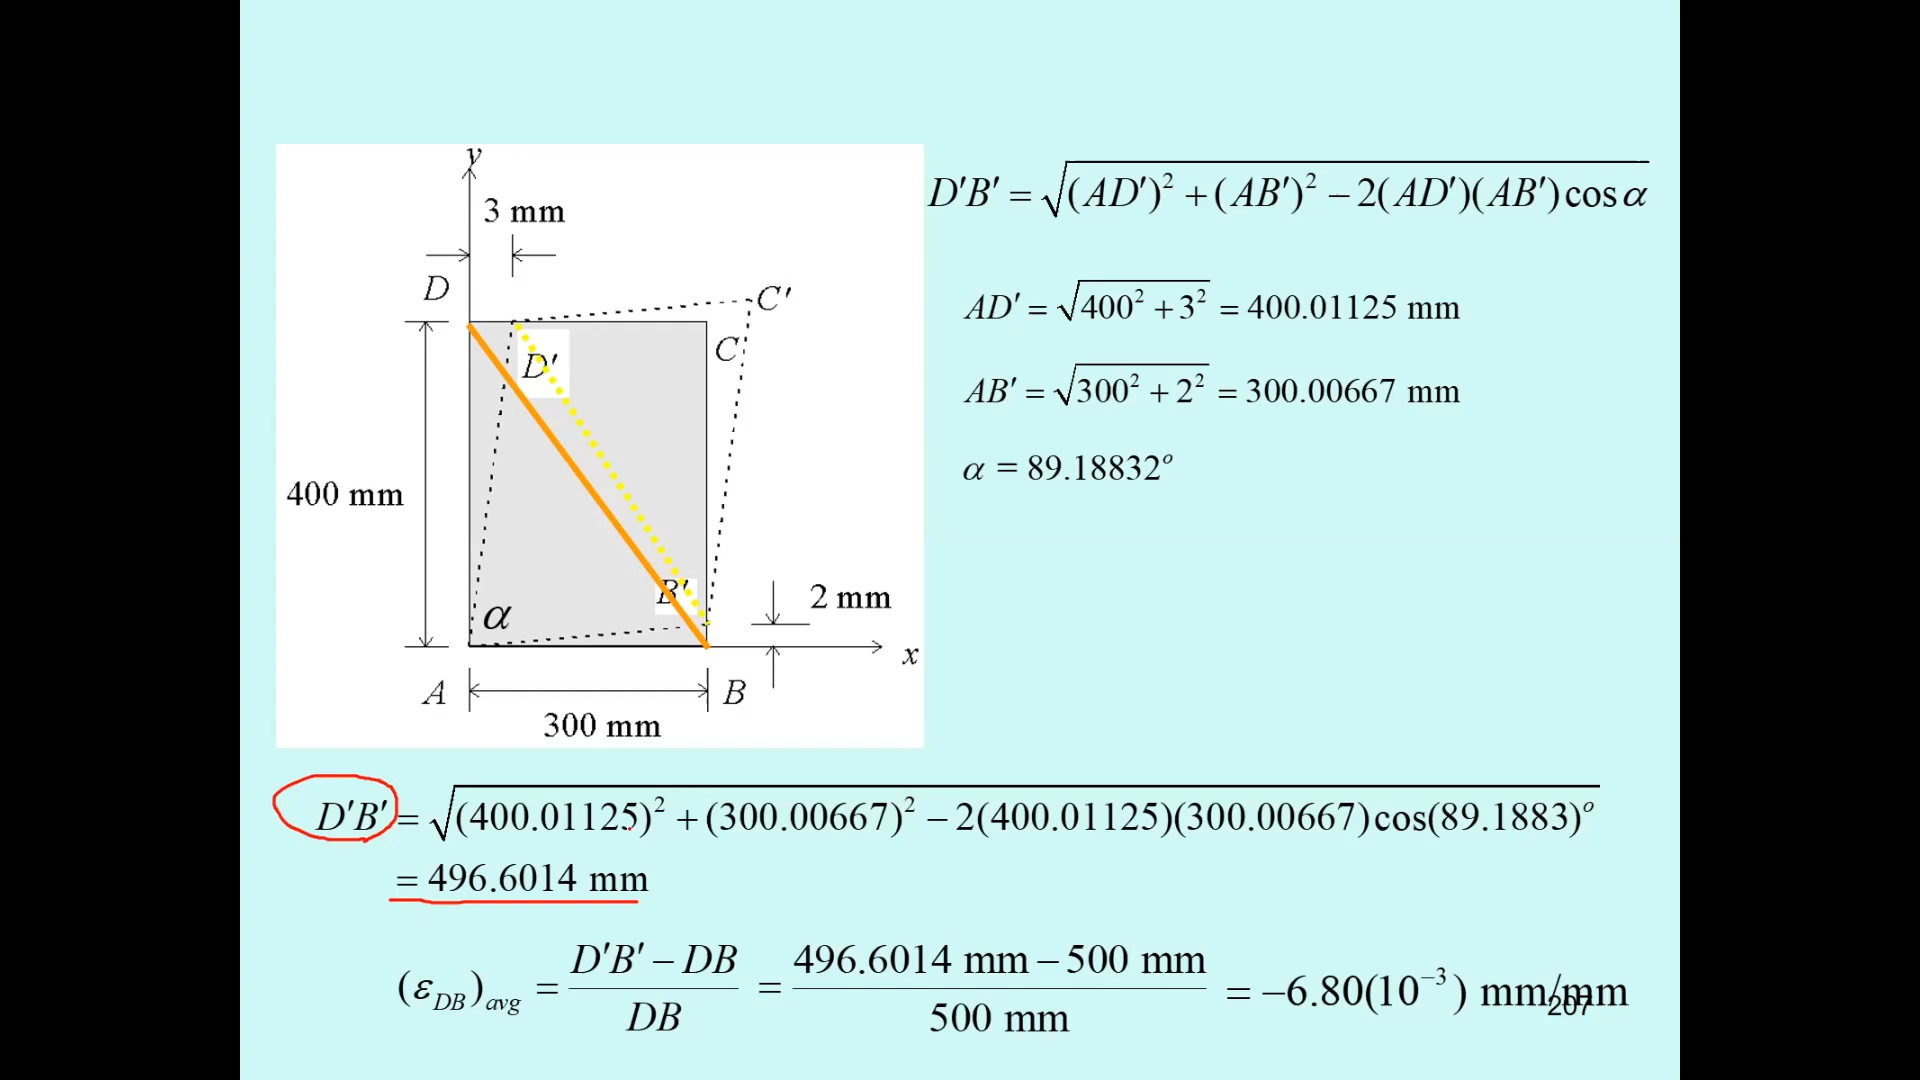 y
3 mm
D
C′
C
D′
400 mm
B′
2 mm
α
x
A
B
300 mm
D′B′ = √((AD′)² + (AB′)² − 2(AD′)(AB′)cos α)
AD′ = √(400² + 3²) = 400.01125 mm
AB′ = √(300² + 2²) = 300.00667 mm
α = 89.18832°
D′B′ = √((400.01125)² + (300.00667)² − 2(400.01125)(300.00667)cos(89.1883)°)
= 496.6014 mm
(ε_DB)_avg = (D′B′ − DB)/DB = (496.6014 mm − 500 mm)/(500 mm) = −6.80(10⁻³) mm/mm
207